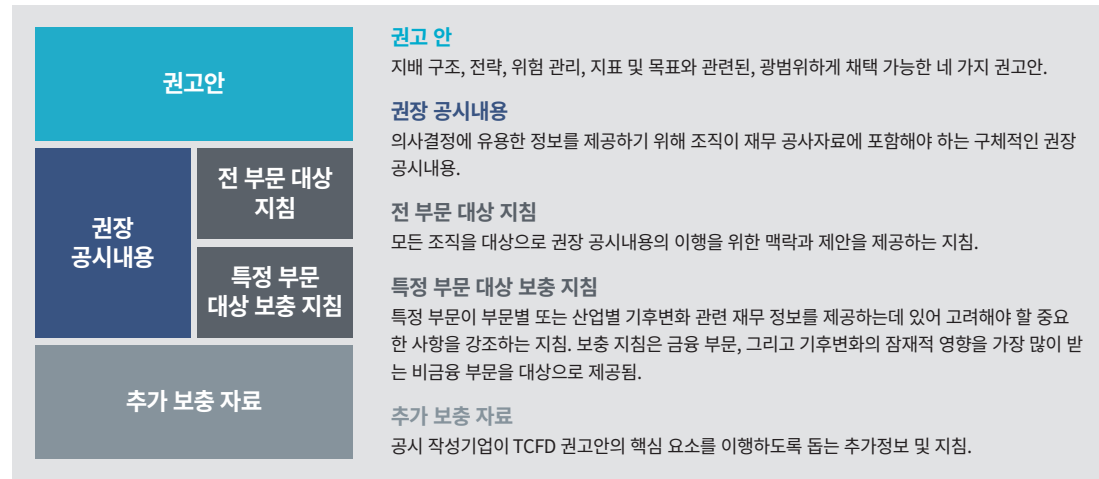 권고안
권장
공시내용
전 부문 대상
지침
특정 부문
대상 보충 지침
추가 보충 자료
권고 안
지배 구조, 전략, 위험 관리, 지표 및 목표와 관련된, 광범위하게 채택 가능한 네 가지 권고안.
권장 공시내용
의사결정에 유용한 정보를 제공하기 위해 조직이 재무 공사자료에 포함해야 하는 구체적인 권장
공시내용.
전 부문 대상 지침
모든 조직을 대상으로 권장 공시내용의 이행을 위한 맥락과 제안을 제공하는 지침.
특정 부문 대상 보충 지침
특정 부문이 부문별 또는 산업별 기후변화 관련 재무 정보를 제공하는데 있어 고려해야 할 중요
한 사항을 강조하는 지침. 보충 지침은 금융 부문, 그리고 기후변화의 잠재적 영향을 가장 많이 받
는 비금융 부문을 대상으로 제공됨.
추가 보충 자료
공시 작성기업이 TCFD 권고안의 핵심 요소를 이행하도록 돕는 추가정보 및 지침.